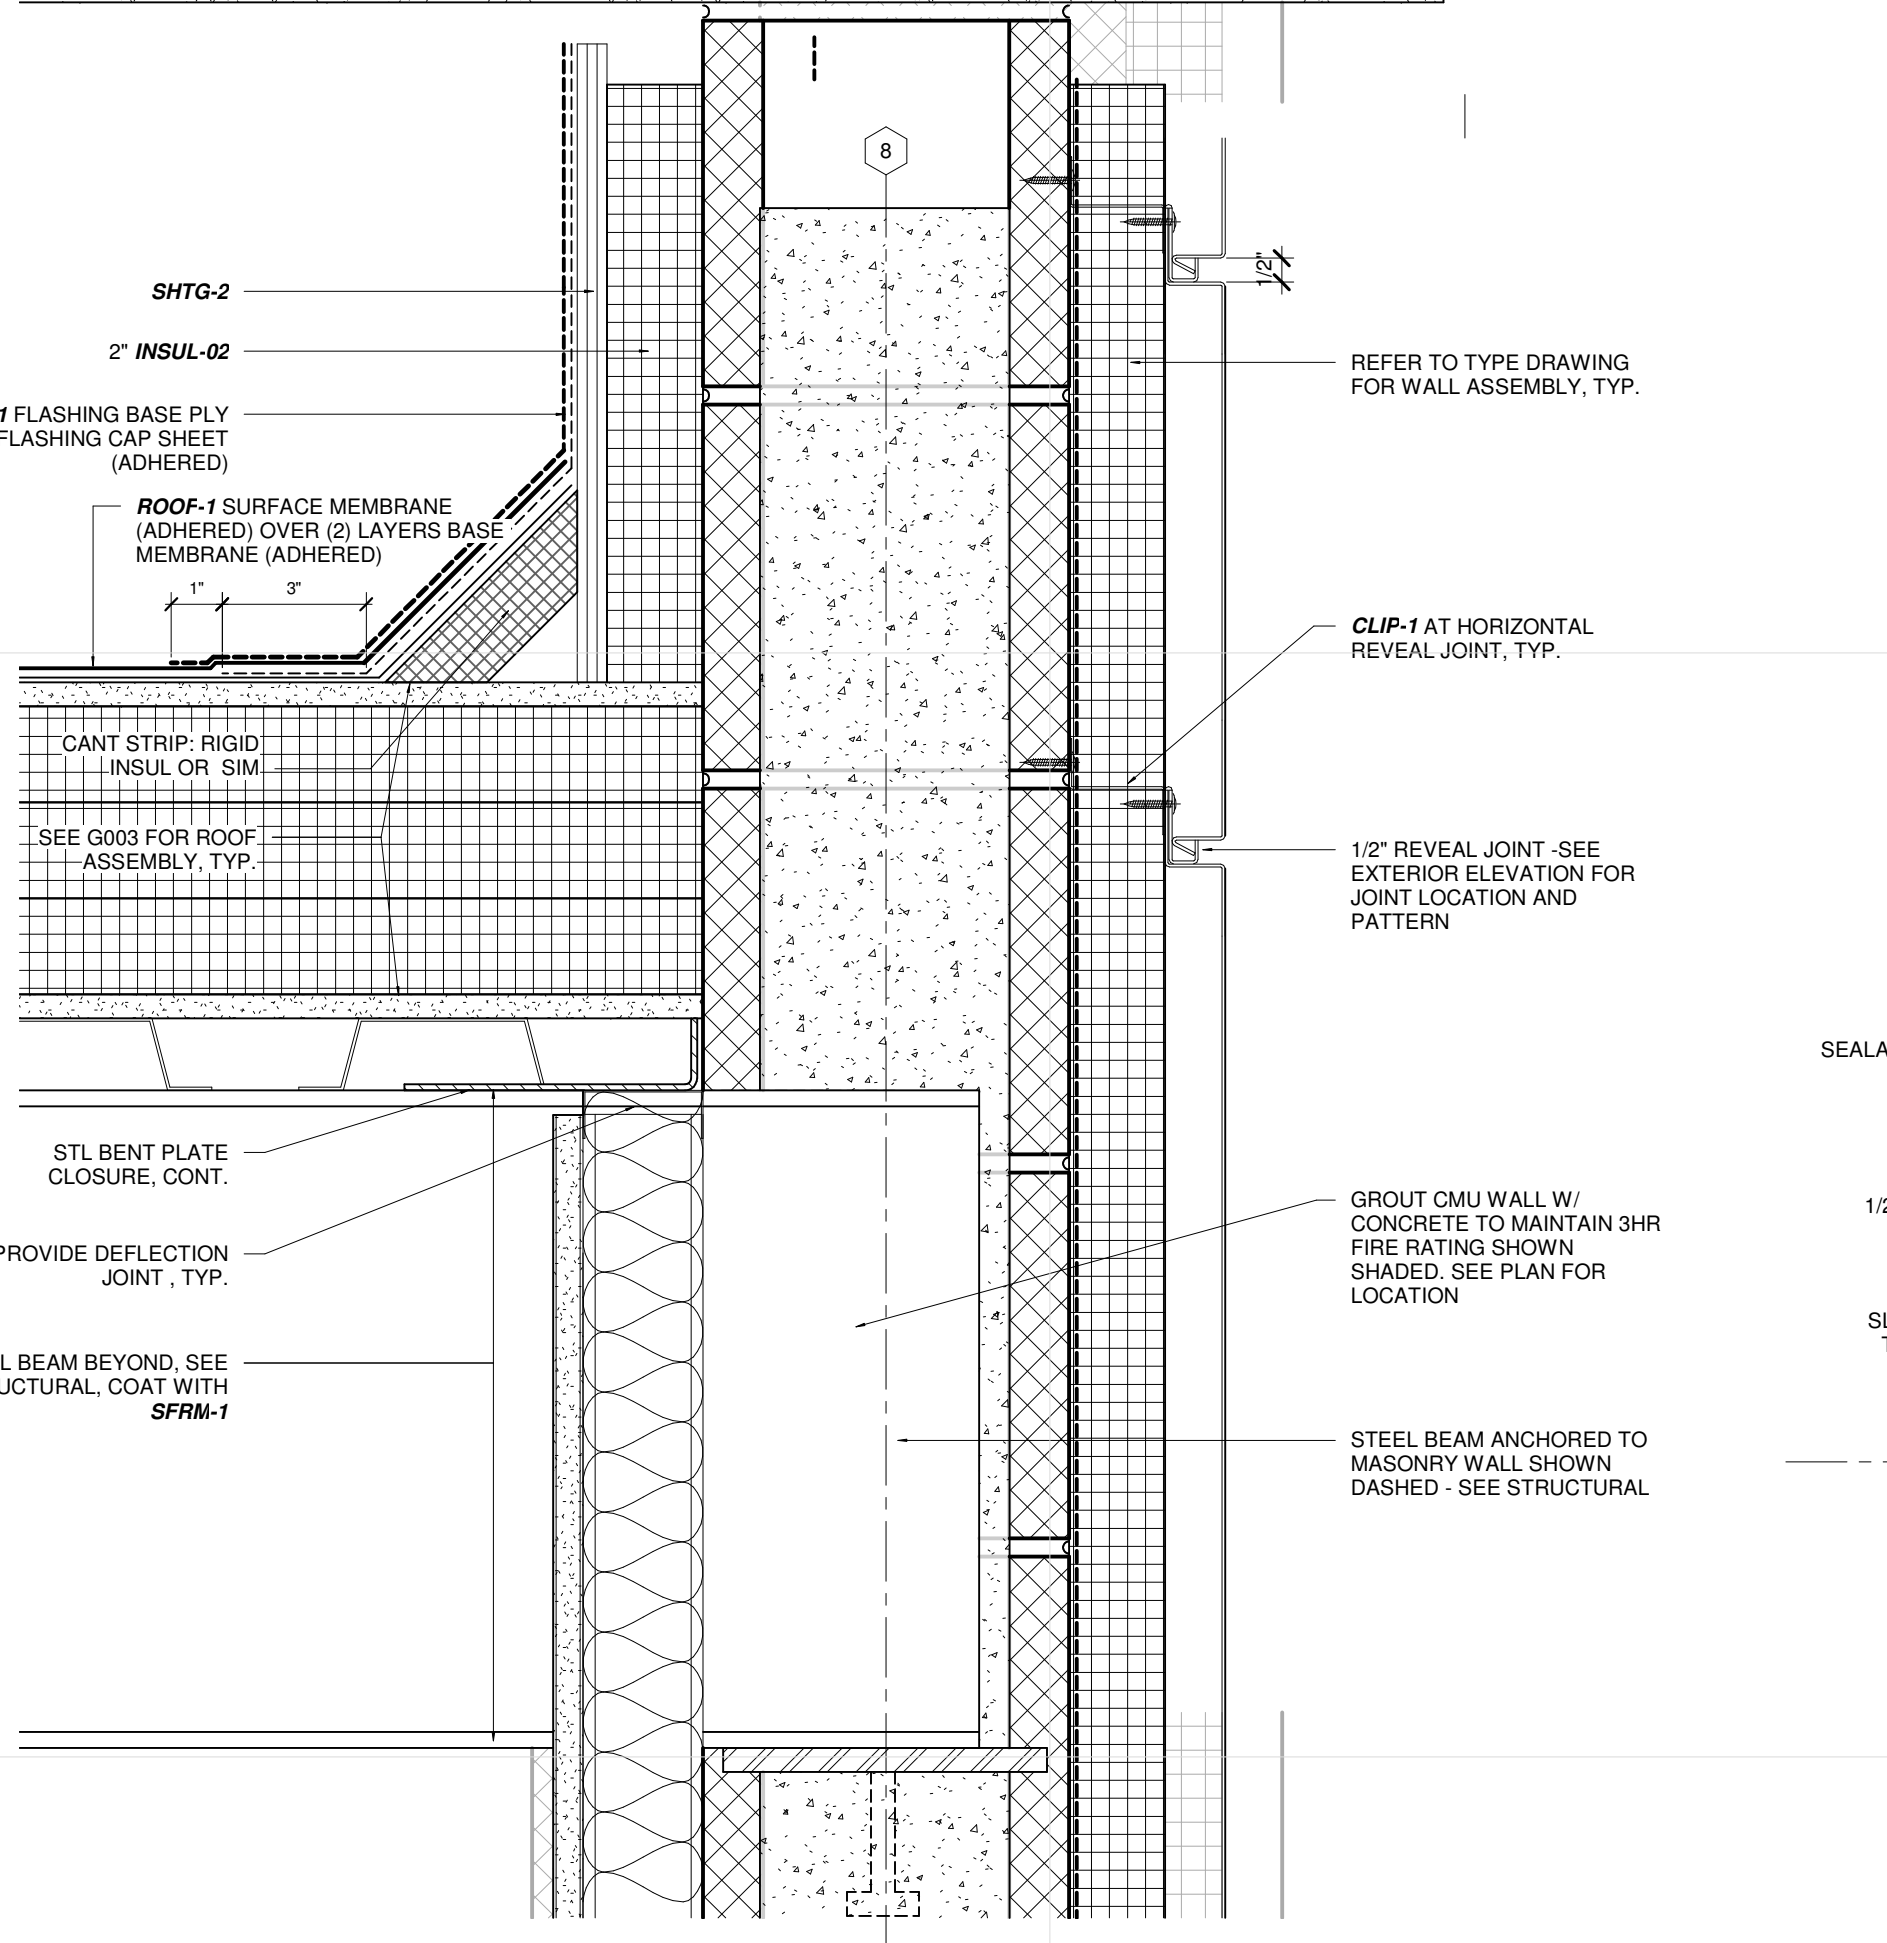 8
SHTG-2
2" INSUL-02
1 FLASHING BASE PLY
FLASHING CAP SHEET
(ADHERED)
ROOF-1 SURFACE MEMBRANE
(ADHERED) OVER (2) LAYERS BASE
MEMBRANE (ADHERED)
1"
3"
CANT STRIP: RIGID
INSUL OR SIM
SEE G003 FOR ROOF
ASSEMBLY, TYP.
STL BENT PLATE
CLOSURE, CONT.
PROVIDE DEFLECTION
JOINT , TYP.
L BEAM BEYOND, SEE
UCTURAL, COAT WITH
SFRM-1
1/2"
REFER TO TYPE DRAWING
FOR WALL ASSEMBLY, TYP.
CLIP-1 AT HORIZONTAL
REVEAL JOINT, TYP.
1/2" REVEAL JOINT -SEE
EXTERIOR ELEVATION FOR
JOINT LOCATION AND
PATTERN
GROUT CMU WALL W/
CONCRETE TO MAINTAIN 3HR
FIRE RATING SHOWN
SHADED. SEE PLAN FOR
LOCATION
STEEL BEAM ANCHORED TO
MASONRY WALL SHOWN
DASHED - SEE STRUCTURAL
SEALA